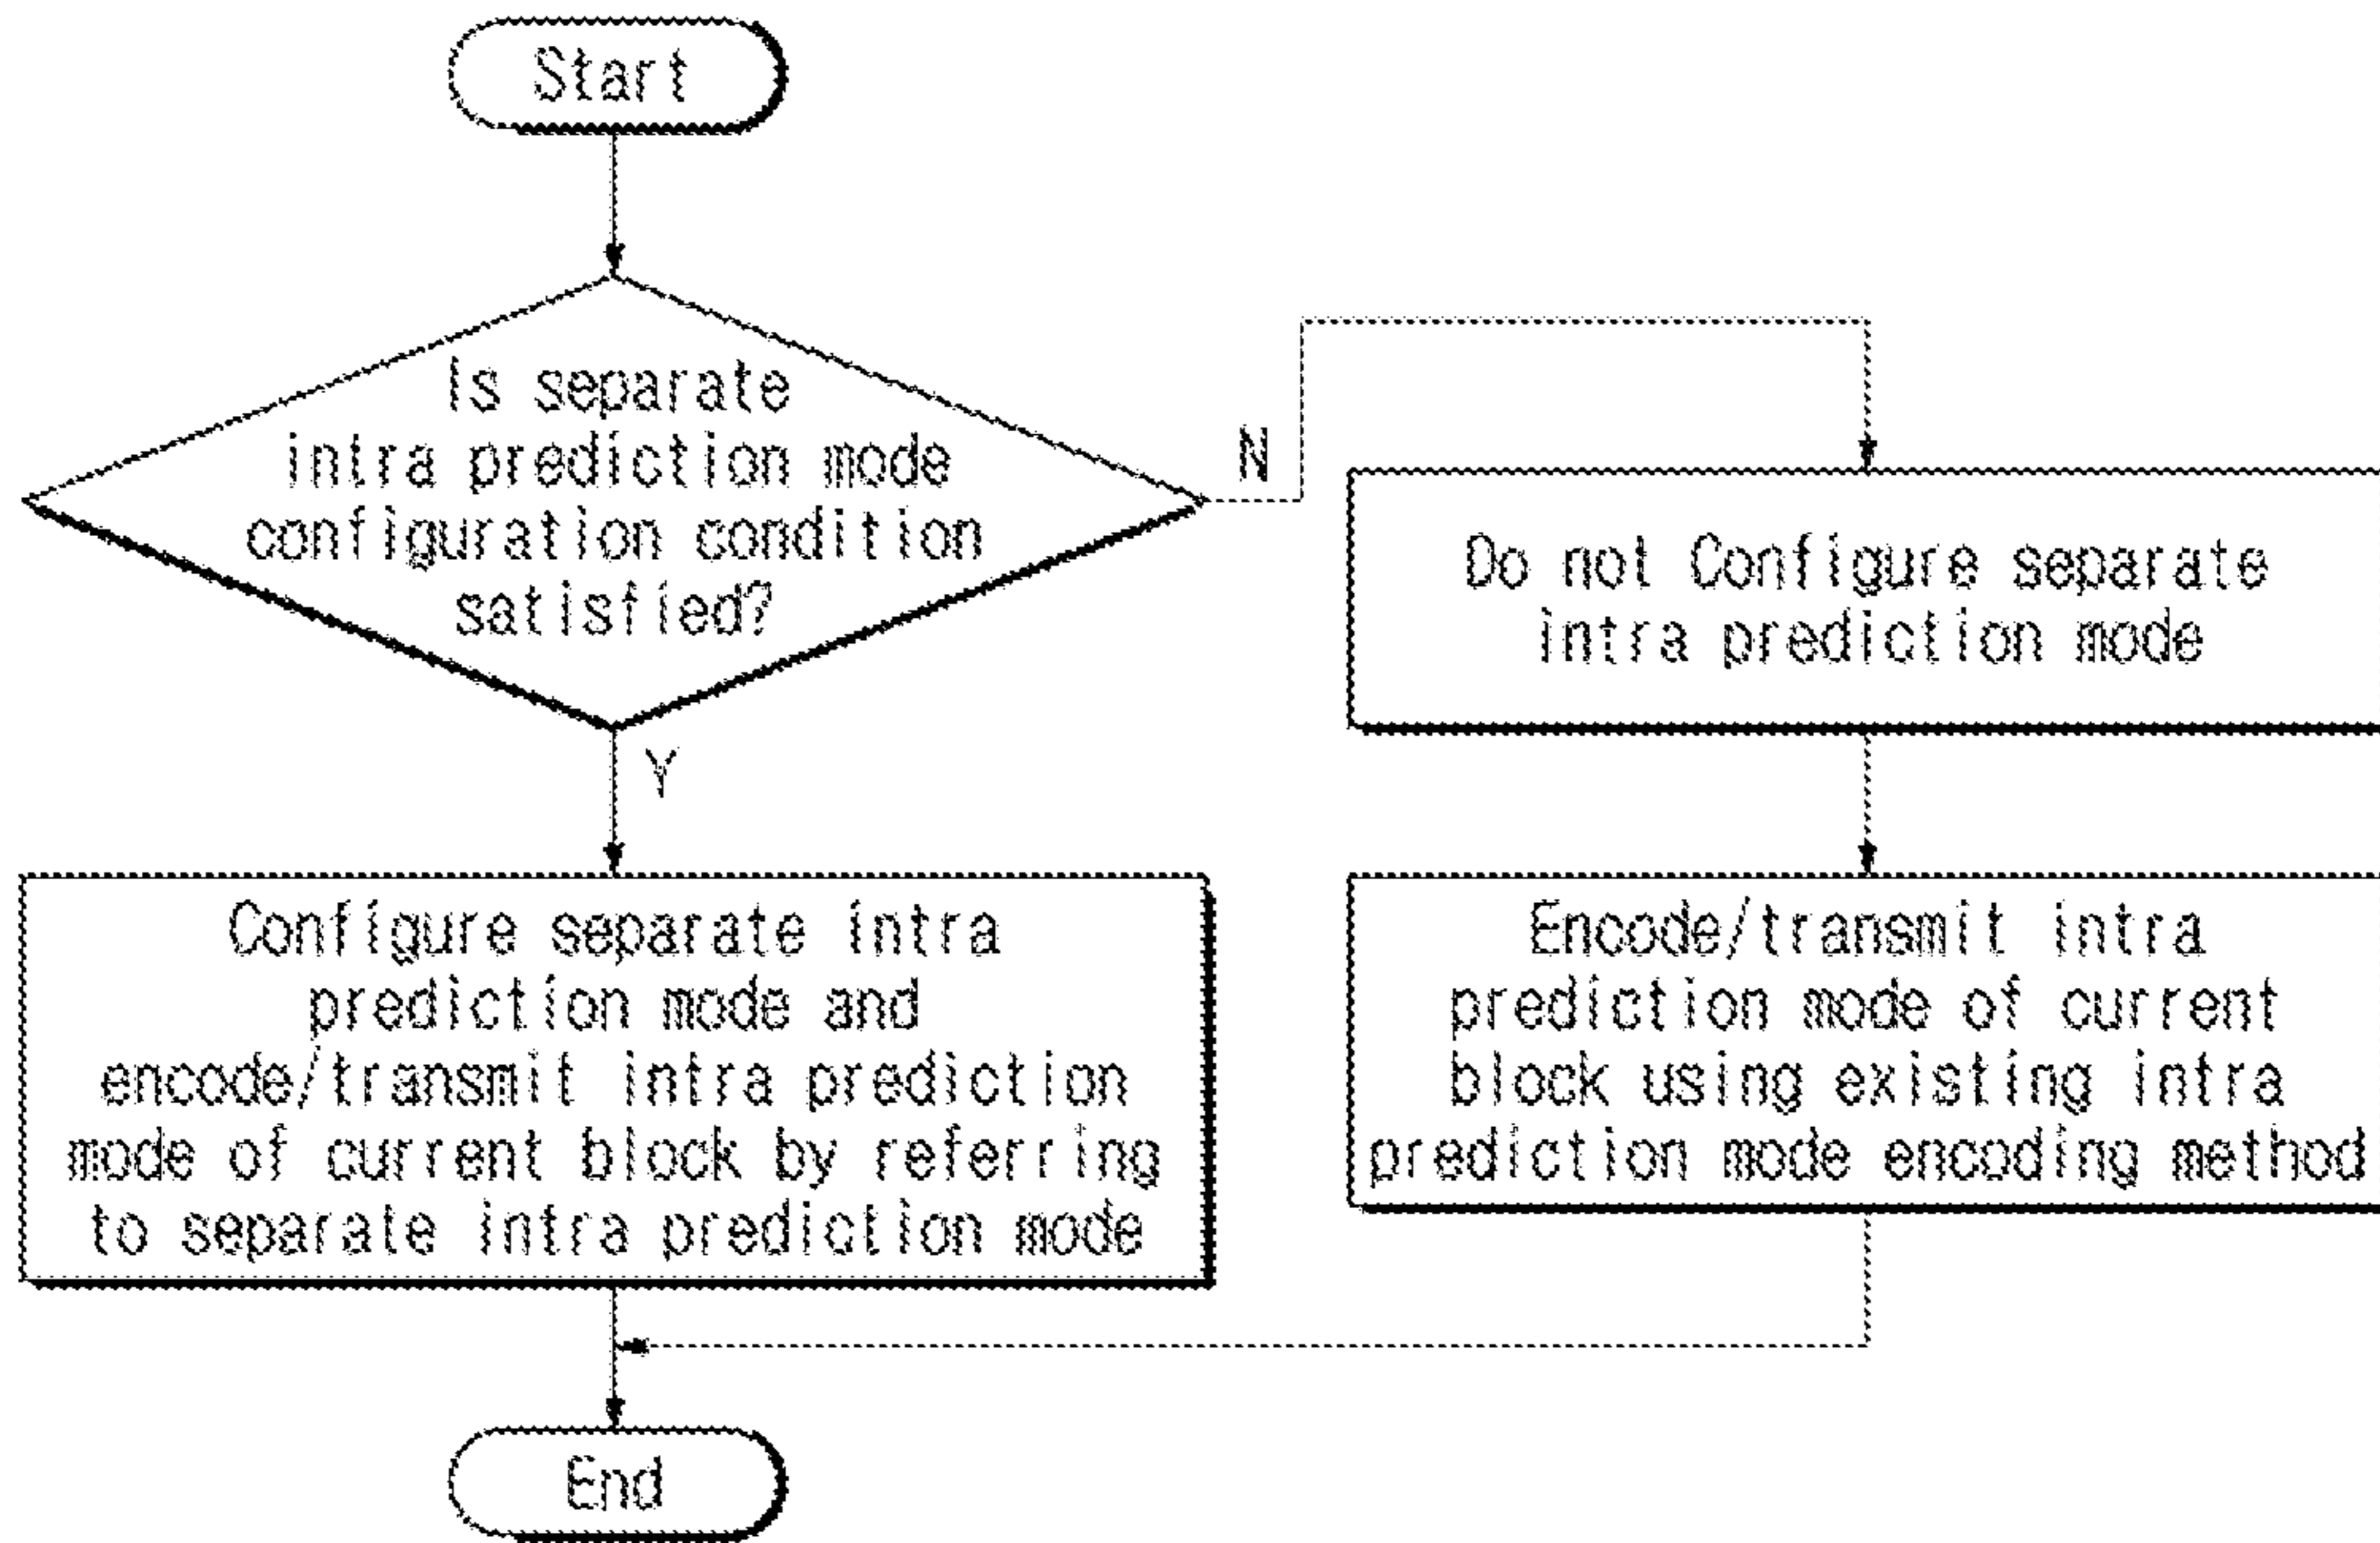 Start
Is separate
intra prediction mode
configuration condition
satisfied?
N
Y
Do not Configure separate
intra prediction mode
Configure separate intra
prediction mode and
encode/transmit intra prediction
mode of current block by referring
to separate intra prediction mode
Encode/transmit intra
prediction mode of current
block using existing intra
prediction mode encoding method
End